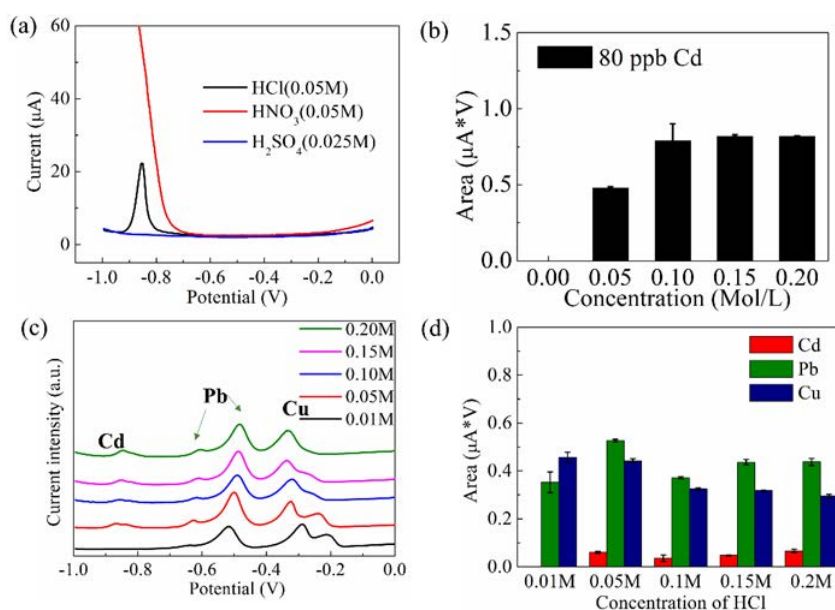 (a)
60
40
20
0
Current (μA)
HCl(0.05M)
HNO₃(0.05M)
H₂SO₄(0.025M)
-1.0 -0.8 -0.6 -0.4 -0.2 0.0
Potential (V)
(b)
1.5
1.0
0.5
0.0
Area (μA*V)
80 ppb Cd
0.00 0.05 0.10 0.15 0.20
Concentration (Mol/L)
(c)
Current intensity (a.u.)
0.20M
0.15M
0.10M
0.05M
0.01M
Cd
Pb
Cu
-1.0 -0.8 -0.6 -0.4 -0.2 0.0
Potential (V)
(d)
1.0
0.8
0.6
0.4
0.2
0.0
Area (μA*V)
Cd
Pb
Cu
0.01M 0.05M 0.1M 0.15M 0.2M
Concentration of HCl